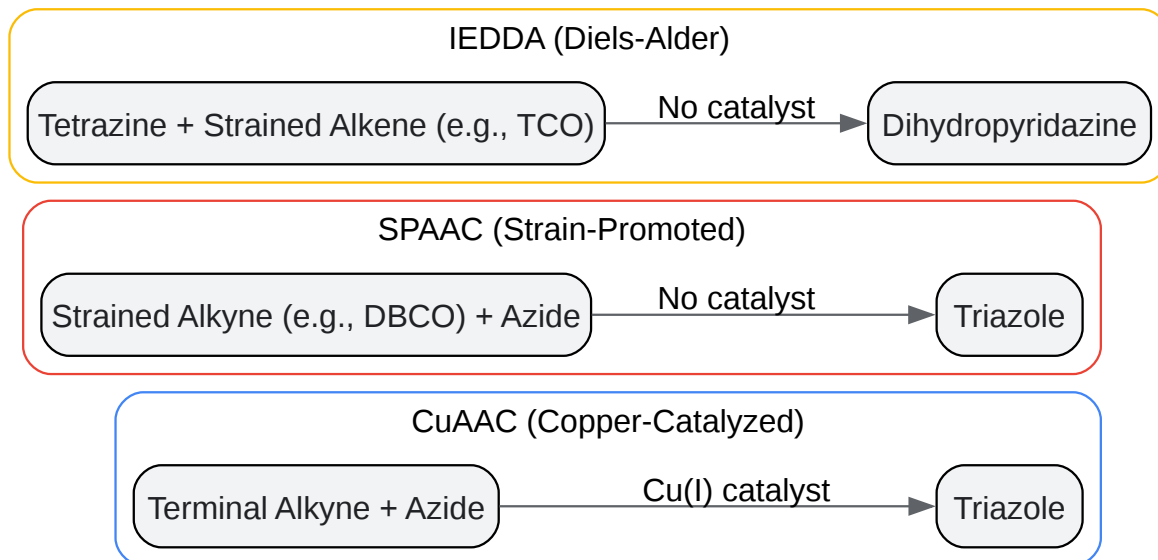 IEDDA (Diels-Alder)
Tetrazine + Strained Alkene (e.g., TCO)
No catalyst
Dihydropyridazine
SPAAC (Strain-Promoted)
Strained Alkyne (e.g., DBCO) + Azide
No catalyst
Triazole
CuAAC (Copper-Catalyzed)
Terminal Alkyne + Azide
Cu(I) catalyst
Triazole